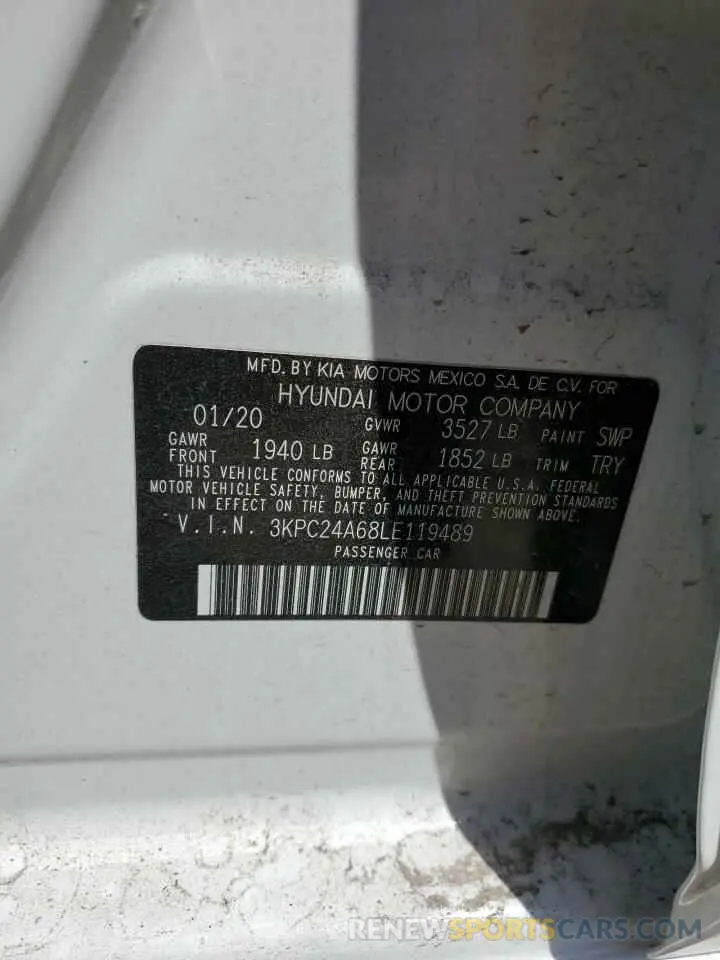 MFD. BY KIA MOTORS MEXICO S.A. DE C.V. FOR
HYUNDAI MOTOR COMPANY
01/20 GVWR 3527 LB PAINT SWP
GAWR FRONT 1940 LB GAWR REAR 1852 LB TRIM TRY
THIS VEHICLE CONFORMS TO ALL APPLICABLE U.S.A. FEDERAL
MOTOR VEHICLE SAFETY, BUMPER, AND THEFT PREVENTION STANDARDS
IN EFFECT ON THE DATE OF MANUFACTURE SHOWN ABOVE.
V.I.N. 3KPC24A68LE119489
PASSENGER CAR
RENEWSPORTSCARS.COM